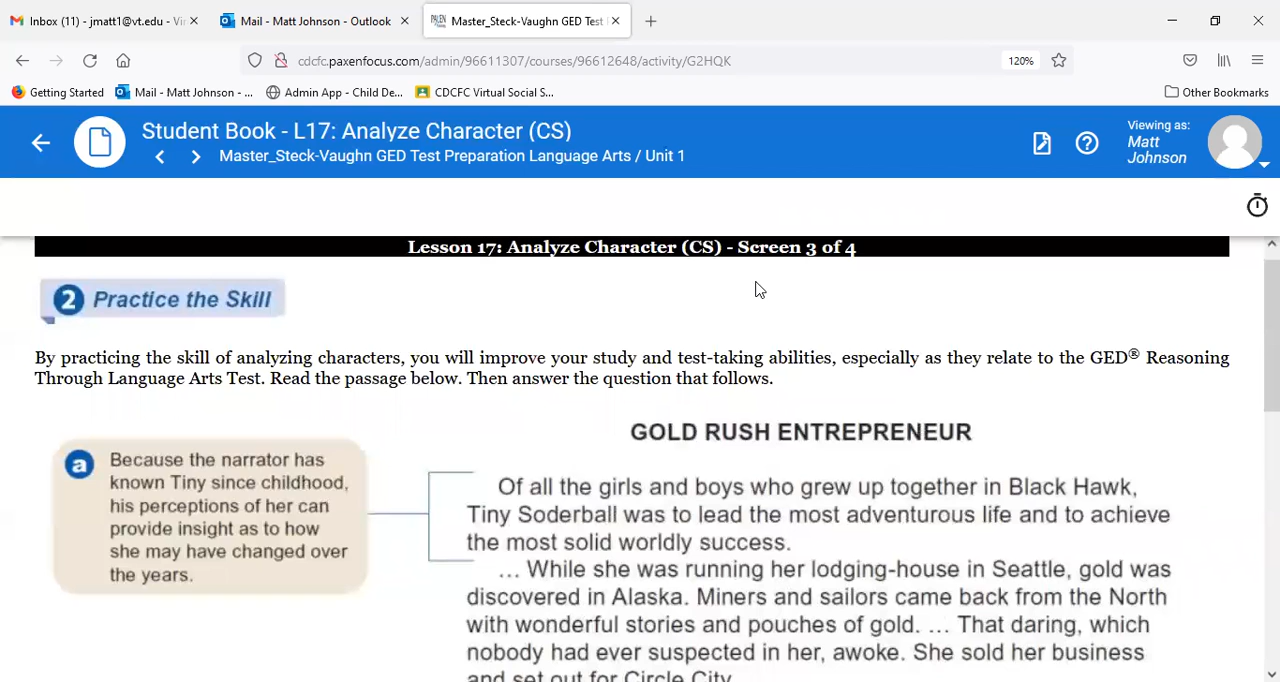 Inbox (11) - jmatt1@vt.edu - Vir
Mail - Matt Johnson - Outlook
Master_Steck-Vaughn GED Test
cdcfc.paxenfocus.com/admin/96611307/courses/96612648/activity/G2HQK
120%
Getting Started
Mail - Matt Johnson - ...
Admin App - Child De...
CDCFC Virtual Social S...
Other Bookmarks
Student Book - L17: Analyze Character (CS)
Master_Steck-Vaughn GED Test Preparation Language Arts / Unit 1
Viewing as:
Matt
Johnson
Lesson 17: Analyze Character (CS) - Screen 3 of 4
2 Practice the Skill
By practicing the skill of analyzing characters, you will improve your study and test-taking abilities, especially as they relate to the GED® Reasoning
Through Language Arts Test. Read the passage below. Then answer the question that follows.
GOLD RUSH ENTREPRENEUR
a Because the narrator has
known Tiny since childhood,
his perceptions of her can
provide insight as to how
she may have changed over
the years.
Of all the girls and boys who grew up together in Black Hawk,
Tiny Soderball was to lead the most adventurous life and to achieve
the most solid worldly success.
... While she was running her lodging-house in Seattle, gold was
discovered in Alaska. Miners and sailors came back from the North
with wonderful stories and pouches of gold. ... That daring, which
nobody had ever suspected in her, awoke. She sold her business
and set out for Circle City